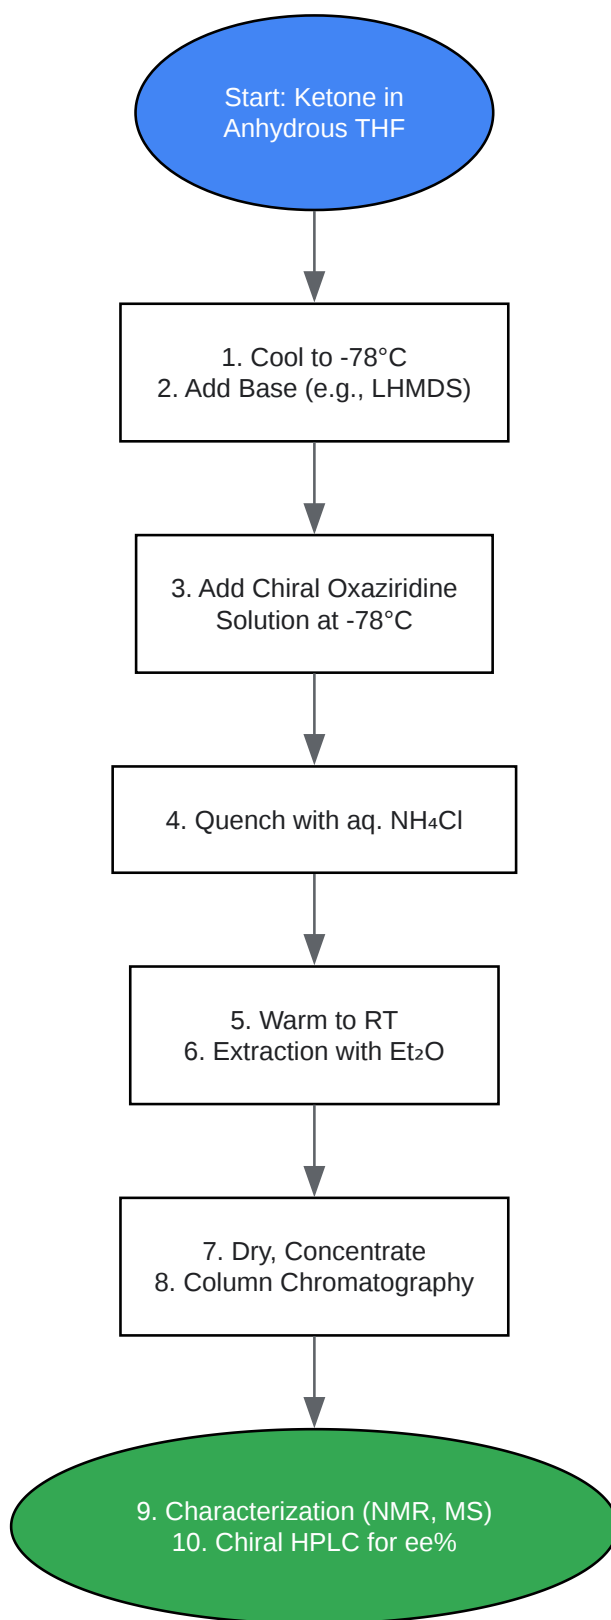 Start: Ketone in
Anhydrous THF
1. Cool to -78°C
2. Add Base (e.g., LHMDS)
3. Add Chiral Oxaziridine
Solution at -78°C
4. Quench with aq. NH₄Cl
5. Warm to RT
6. Extraction with Et₂O
7. Dry, Concentrate
8. Column Chromatography
9. Characterization (NMR, MS)
10. Chiral HPLC for ee%